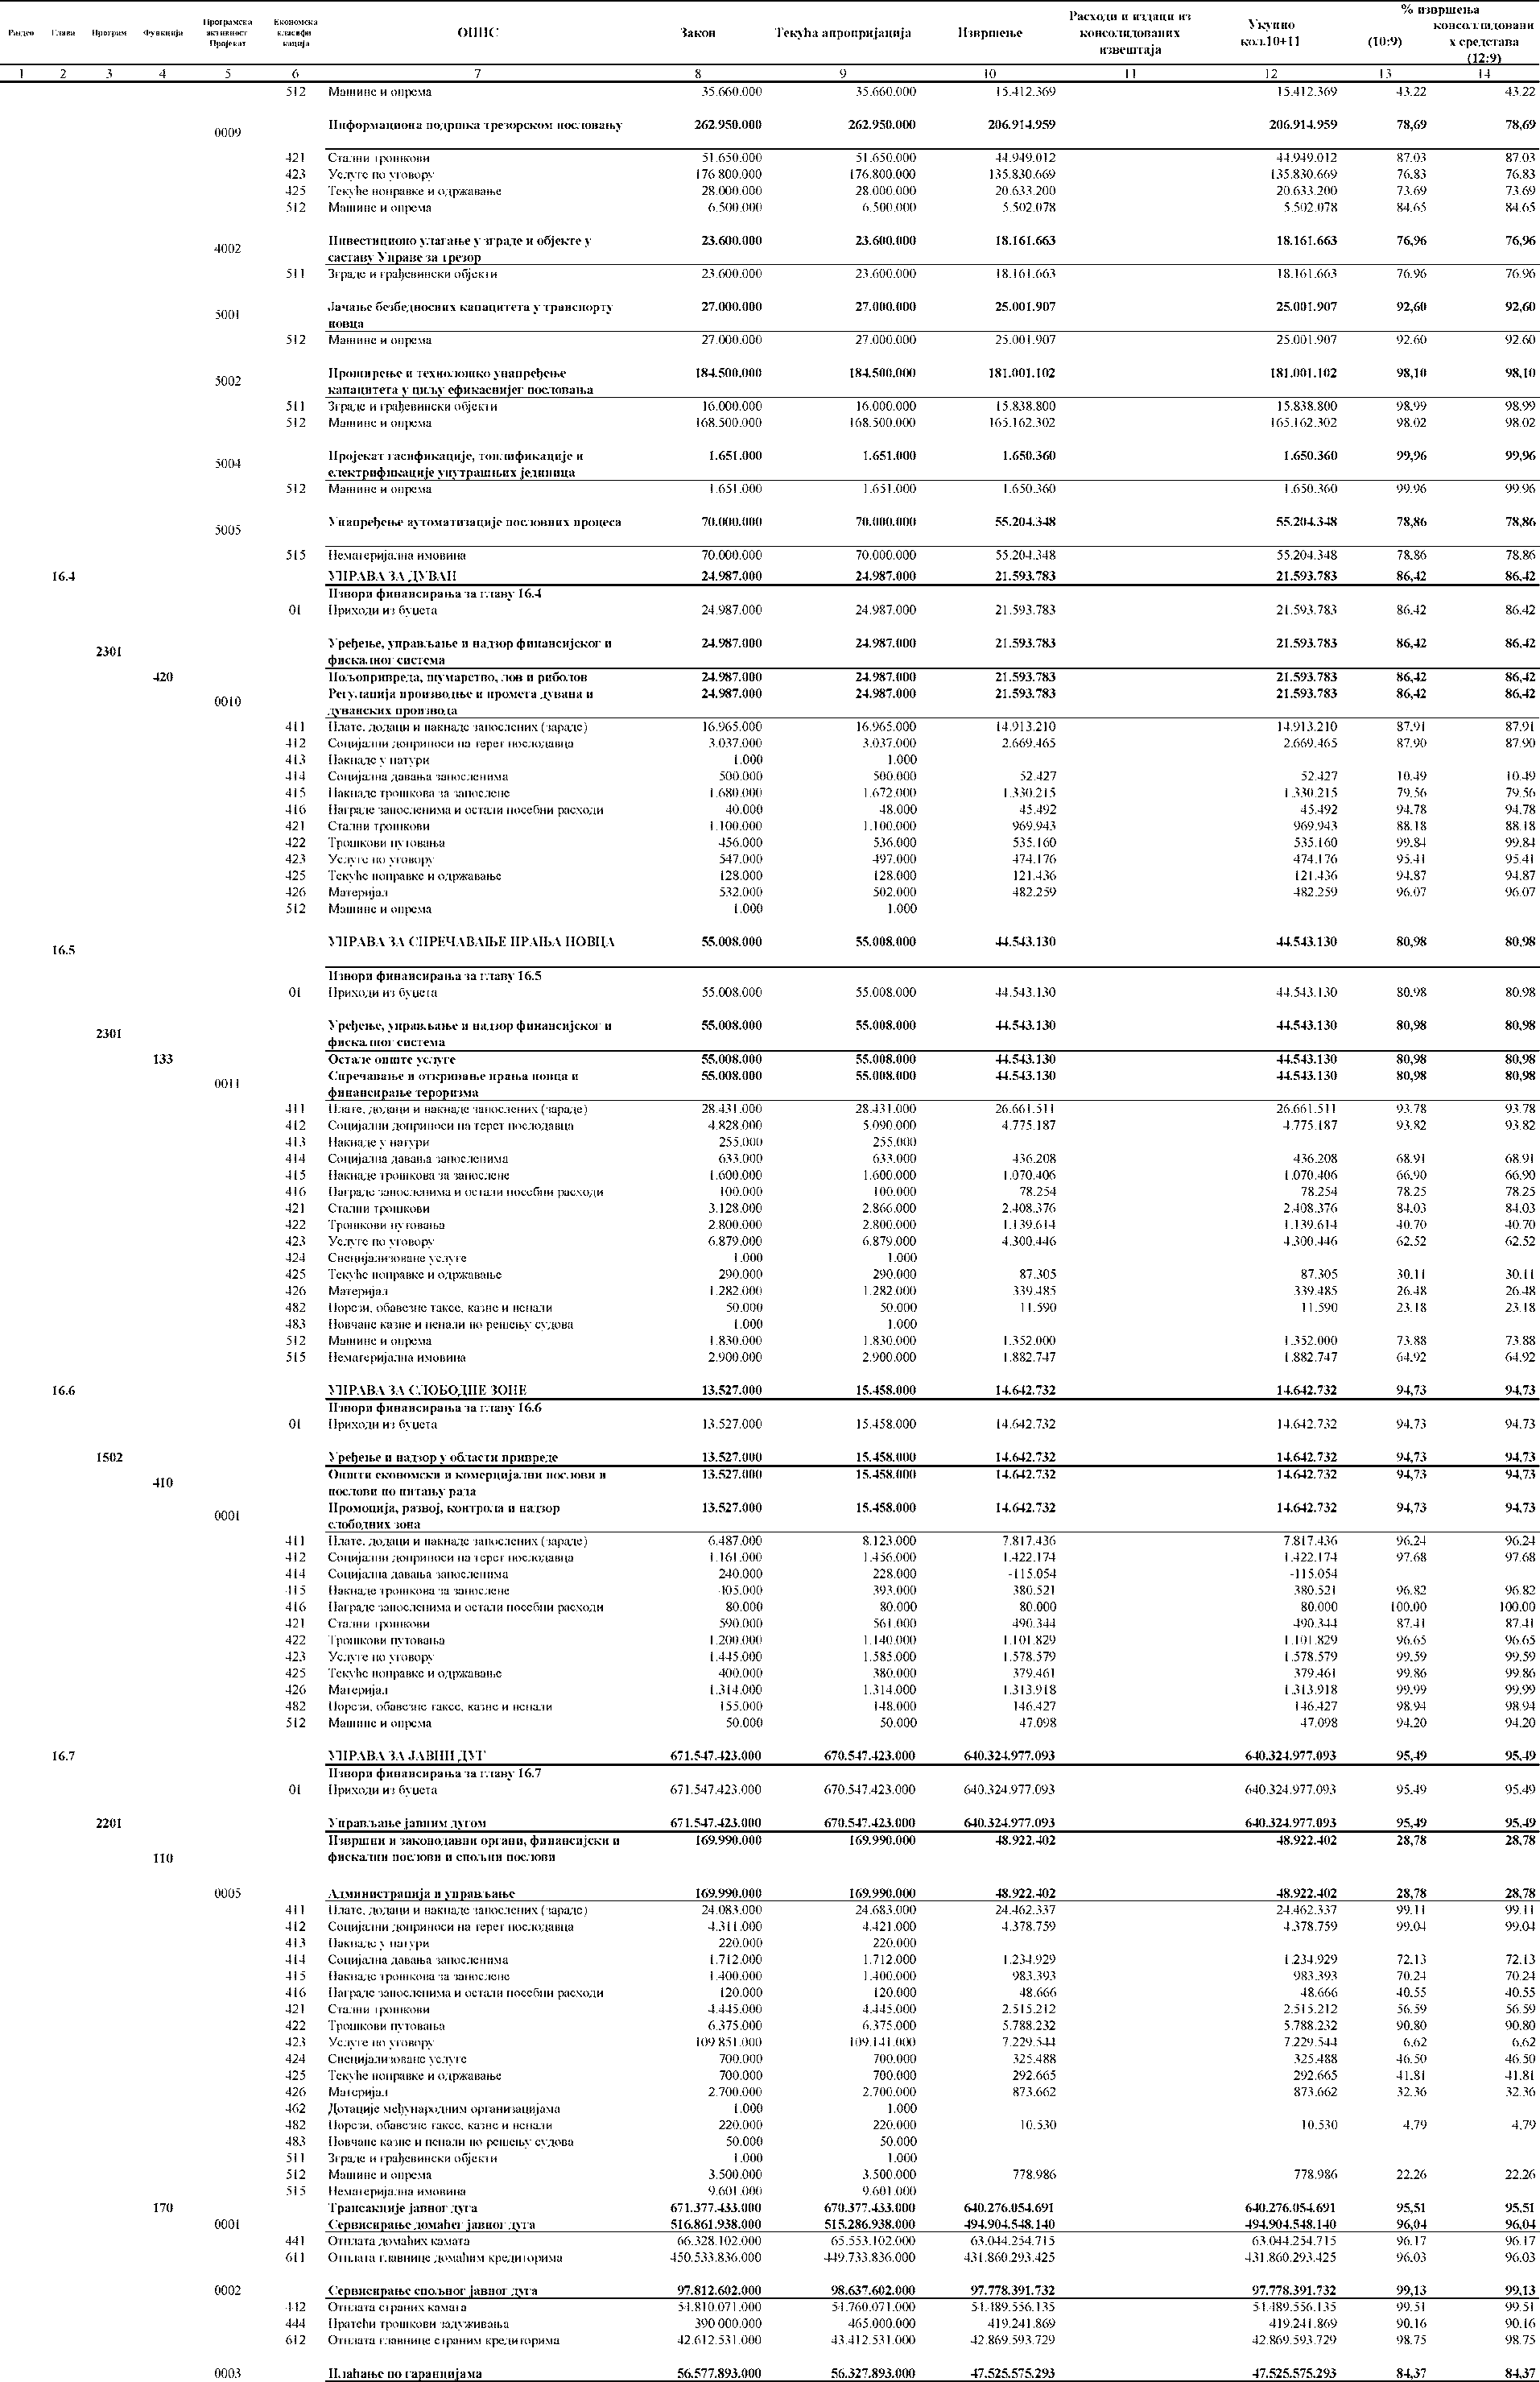 Раздео Глава Програм Функција Програмска активност Пројекат Економска класификација ОПИС Закон Текућа апропријација Извршење Расходи и издаци из консолидованих извештаја Укупно кол.10+11 % извршења (10:9) консолидованих средстава (12:9)
1 2 3 4 5 6 7 8 9 10 11 12 13 14
512 Машине и опрема 35.660.000 35.660.000 15.412.369 15.412.369 43,22 43,22
0009 Информациона подршка трезорском пословању 262.950.000 262.950.000 206.914.959 206.914.959 78,69 78,69
421 Стални трошкови 51.650.000 51.650.000 44.949.012 44.949.012 87,03 87,03
423 Услуге по уговору 176.800.000 176.800.000 135.830.669 135.830.669 76,83 76,83
425 Текуће поправке и одржавање 28.000.000 28.000.000 20.633.200 20.633.200 73,69 73,69
512 Машине и опрема 6.500.000 6.500.000 5.502.078 5.502.078 84,65 84,65
4002 Инвестиционо улагање у зграде и објекте у 23.600.000 23.600.000 18.161.663 18.161.663 76,96 76,96
саставу Управе за трезор
511 Зграде и грађевински објекти 23.600.000 23.600.000 18.161.663 18.161.663 76,96 76,96
5001 Јачање безбедносних капацитета у транспорту 27.000.000 27.000.000 25.001.907 25.001.907 92,60 92,60
новца
512 Машине и опрема 27.000.000 27.000.000 25.001.907 25.001.907 92,60 92,60
5002 Проширење и технолошко унапређење 184.500.000 184.500.000 181.001.102 181.001.102 98,10 98,10
капацитета у циљу ефикаснијег пословања
511 Зграде и грађевински објекти 16.000.000 16.000.000 15.838.800 15.838.800 98,99 98,99
512 Машине и опрема 168.500.000 168.500.000 165.162.302 165.162.302 98,02 98,02
5004 Пројекат гасификације, топлификације и 1.651.000 1.651.000 1.650.360 1.650.360 99,96 99,96
електрификације унутрашњих јединица
512 Машине и опрема 1.651.000 1.651.000 1.650.360 1.650.360 99,96 99,96
5005 Унапређење аутоматизације пословних процеса 70.000.000 70.000.000 55.204.348 55.204.348 78,86 78,86
515 Нематеријална имовина 70.000.000 70.000.000 55.204.348 55.204.348 78,86 78,86
16.4 УПРАВА ЗА ДУВАН 24.987.000 24.987.000 21.593.783 21.593.783 86,42 86,42
Извори финансирања за главу 16.4
01 Приходи из буџета 24.987.000 24.987.000 21.593.783 21.593.783 86,42 86,42
2301 Уређење, управљање и надзор финансијског и 24.987.000 24.987.000 21.593.783 21.593.783 86,42 86,42
фискалног система
420 Пољопривреда, шумарство, лов и риболов 24.987.000 24.987.000 21.593.783 21.593.783 86,42 86,42
0010 Регулација производње и промета дувана и 24.987.000 24.987.000 21.593.783 21.593.783 86,42 86,42
дуванских производа
411 Плате, додаци и накнаде запослених (зараде) 16.965.000 16.965.000 14.913.210 14.913.210 87,91 87,91
412 Социјални доприноси на терет послодавца 3.037.000 3.037.000 2.669.465 2.669.465 87,90 87,90
413 Накнаде у натури 1.000 1.000
414 Социјална давања запосленима 500.000 500.000 52.427 52.427 10,49 10,49
415 Накнаде трошкова за запослене 1.680.000 1.672.000 1.330.215 1.330.215 79,56 79,56
416 Награде запосленима и остали посебни расходи 40.000 48.000 45.492 45.492 94,78 94,78
421 Стални трошкови 1.100.000 1.100.000 969.943 969.943 88,18 88,18
422 Трошкови путовања 456.000 536.000 535.160 535.160 99,84 99,84
423 Услуге по уговору 547.000 497.000 474.176 474.176 95,41 95,41
425 Текуће поправке и одржавање 128.000 128.000 121.436 121.436 94,87 94,87
426 Материјал 532.000 502.000 482.259 482.259 96,07 96,07
512 Машине и опрема 1.000 1.000
16.5 УПРАВА ЗА СПРЕЧАВАЊЕ ПРАЊА НОВЦА 55.008.000 55.008.000 44.543.130 44.543.130 80,98 80,98
Извори финансирања за главу 16.5
01 Приходи из буџета 55.008.000 55.008.000 44.543.130 44.543.130 80,98 80,98
2301 Уређење, управљање и надзор финансијског и 55.008.000 55.008.000 44.543.130 44.543.130 80,98 80,98
фискалног система
133 Остале опште услуге 55.008.000 55.008.000 44.543.130 44.543.130 80,98 80,98
0011 Спречавање и откривање прања новца и 55.008.000 55.008.000 44.543.130 44.543.130 80,98 80,98
финансирање тероризма
411 Плате, додаци и накнаде запослених (зараде) 28.431.000 28.431.000 26.661.511 26.661.511 93,78 93,78
412 Социјални доприноси на терет послодавца 4.828.000 5.090.000 4.775.187 4.775.187 93,82 93,82
413 Накнаде у натури 255.000 255.000
414 Социјална давања запосленима 633.000 633.000 436.208 436.208 68,91 68,91
415 Накнаде трошкова за запослене 1.600.000 1.600.000 1.070.406 1.070.406 66,90 66,90
416 Награде запосленима и остали посебни расходи 100.000 100.000 78.254 78.254 78,25 78,25
421 Стални трошкови 3.128.000 2.866.000 2.408.376 2.408.376 84,03 84,03
422 Трошкови путовања 2.800.000 2.800.000 1.139.614 1.139.614 40,70 40,70
423 Услуге по уговору 6.879.000 6.879.000 4.300.446 4.300.446 62,52 62,52
424 Специјализоване услуге 1.000 1.000
425 Текуће поправке и одржавање 290.000 290.000 87.305 87.305 30,11 30,11
426 Материјал 1.282.000 1.282.000 339.485 339.485 26,48 26,48
482 Порези, обавезне таксе, казне и пенали 50.000 50.000 11.590 11.590 23,18 23,18
483 Новчане казне и пенали по решењу судова 1.000 1.000
512 Машине и опрема 1.830.000 1.830.000 1.352.000 1.352.000 73,88 73,88
515 Нематеријална имовина 2.900.000 2.900.000 1.882.747 1.882.747 64,92 64,92
16.6 УПРАВА ЗА СЛОБОДНЕ ЗОНЕ 13.527.000 15.458.000 14.642.732 14.642.732 94,73 94,73
Извори финансирања за главу 16.6
01 Приходи из буџета 13.527.000 15.458.000 14.642.732 14.642.732 94,73 94,73
1502 Уређење и надзор у области привреде 13.527.000 15.458.000 14.642.732 14.642.732 94,73 94,73
410 Општи економски и комерцијални послови и 13.527.000 15.458.000 14.642.732 14.642.732 94,73 94,73
послови по питању рада
0001 Промоција, развој, контрола и надзор 13.527.000 15.458.000 14.642.732 14.642.732 94,73 94,73
слободних зона
411 Плате, додаци и накнаде запослених (зараде) 6.487.000 8.123.000 7.817.436 7.817.436 96,24 96,24
412 Социјални доприноси на терет послодавца 1.161.000 1.456.000 1.422.174 1.422.174 97,68 97,68
414 Социјална давања запосленима 240.000 228.000 -115.054 -115.054
415 Накнаде трошкова за запослене 405.000 393.000 380.521 380.521 96,82 96,82
416 Награде запосленима и остали посебни расходи 80.000 80.000 80.000 80.000 100,00 100,00
421 Стални трошкови 590.000 561.000 490.344 490.344 87,41 87,41
422 Трошкови путовања 1.200.000 1.140.000 1.101.829 1.101.829 96,65 96,65
423 Услуге по уговору 1.445.000 1.585.000 1.578.579 1.578.579 99,59 99,59
425 Текуће поправке и одржавање 400.000 380.000 379.461 379.461 99,86 99,86
426 Материјал 1.314.000 1.314.000 1.313.918 1.313.918 99,99 99,99
482 Порези, обавезне таксе, казне и пенали 155.000 148.000 146.427 146.427 98,94 98,94
512 Машине и опрема 50.000 50.000 47.098 47.098 94,20 94,20
16.7 УПРАВА ЗА ЈАВНИ ДУГ 671.547.423.000 670.547.423.000 640.324.977.093 640.324.977.093 95,49 95,49
Извори финансирања за главу 16.7
01 Приходи из буџета 671.547.423.000 670.547.423.000 640.324.977.093 640.324.977.093 95,49 95,49
2201 Управљање јавним дугом 671.547.423.000 670.547.423.000 640.324.977.093 640.324.977.093 95,49 95,49
110 Извршни и законодавни органи, финансијски и 169.990.000 169.990.000 48.922.402 48.922.402 28,78 28,78
фискални послови и спољни послови
0005 Администрација и управљање 169.990.000 169.990.000 48.922.402 48.922.402 28,78 28,78
411 Плате, додаци и накнаде запослених (зараде) 24.083.000 24.683.000 24.462.337 24.462.337 99,11 99,11
412 Социјални доприноси на терет послодавца 4.311.000 4.421.000 4.378.759 4.378.759 99,04 99,04
413 Накнаде у натури 220.000 220.000
414 Социјална давања запосленима 1.712.000 1.712.000 1.234.929 1.234.929 72,13 72,13
415 Накнаде трошкова за запослене 1.400.000 1.400.000 983.393 983.393 70,24 70,24
416 Награде запосленима и остали посебни расходи 120.000 120.000 48.666 48.666 40,55 40,55
421 Стални трошкови 4.445.000 4.445.000 2.515.212 2.515.212 56,59 56,59
422 Трошкови путовања 6.375.000 6.375.000 5.788.232 5.788.232 90,80 90,80
423 Услуге по уговору 109.851.000 109.141.000 7.229.544 7.229.544 6,62 6,62
424 Специјализоване услуге 700.000 700.000 325.488 325.488 46,50 46,50
425 Текуће поправке и одржавање 700.000 700.000 292.665 292.665 41,81 41,81
426 Материјал 2.700.000 2.700.000 873.662 873.662 32,36 32,36
462 Дотације међународним организацијама 1.000 1.000
482 Порези, обавезне таксе, казне и пенали 220.000 220.000 10.530 10.530 4,79 4,79
483 Новчане казне и пенали по решењу судова 50.000 50.000
511 Зграде и грађевински објекти 1.000 1.000
512 Машине и опрема 3.500.000 3.500.000 778.986 778.986 22,26 22,26
515 Нематеријална имовина 9.601.000 9.601.000
170 Трансакције јавног дуга 671.377.433.000 670.377.433.000 640.276.054.691 640.276.054.691 95,51 95,51
0001 Сервисирање домаћег јавног дуга 516.861.938.000 515.286.938.000 494.904.548.140 494.904.548.140 96,04 96,04
441 Отплата домаћих камата 66.328.102.000 65.553.102.000 63.044.254.715 63.044.254.715 96,17 96,17
611 Отплата главнице домаћим кредиторима 450.533.836.000 449.733.836.000 431.860.293.425 431.860.293.425 96,03 96,03
0002 Сервисирање спољног јавног дуга 97.812.602.000 98.637.602.000 97.778.391.732 97.778.391.732 99,13 99,13
442 Отплата страних камата 54.810.071.000 54.760.071.000 54.489.556.135 54.489.556.135 99,51 99,51
444 Пратећи трошкови задуживања 390.000.000 465.000.000 419.241.869 419.241.869 90,16 90,16
612 Отплата главнице страним кредиторима 42.612.531.000 43.412.531.000 42.869.593.729 42.869.593.729 98,75 98,75
0003 Плаћање по гаранцијама 56.577.893.000 56.327.893.000 47.525.575.293 47.525.575.293 84,37 84,37